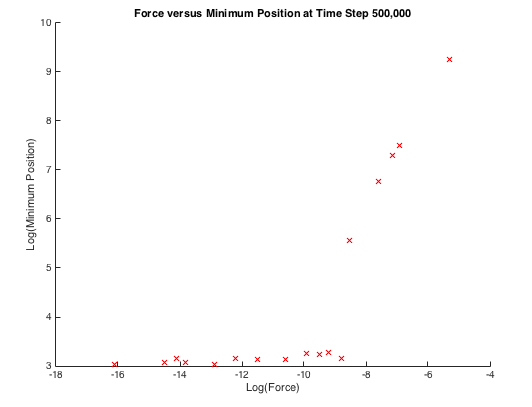 Force versus Minimum Position at Time Step 500,000
10
9
8
7
6
5
4
3
Log(Minimum Position)
-18 -16 -14 -12 -10 -8 -6 -4
Log(Force)